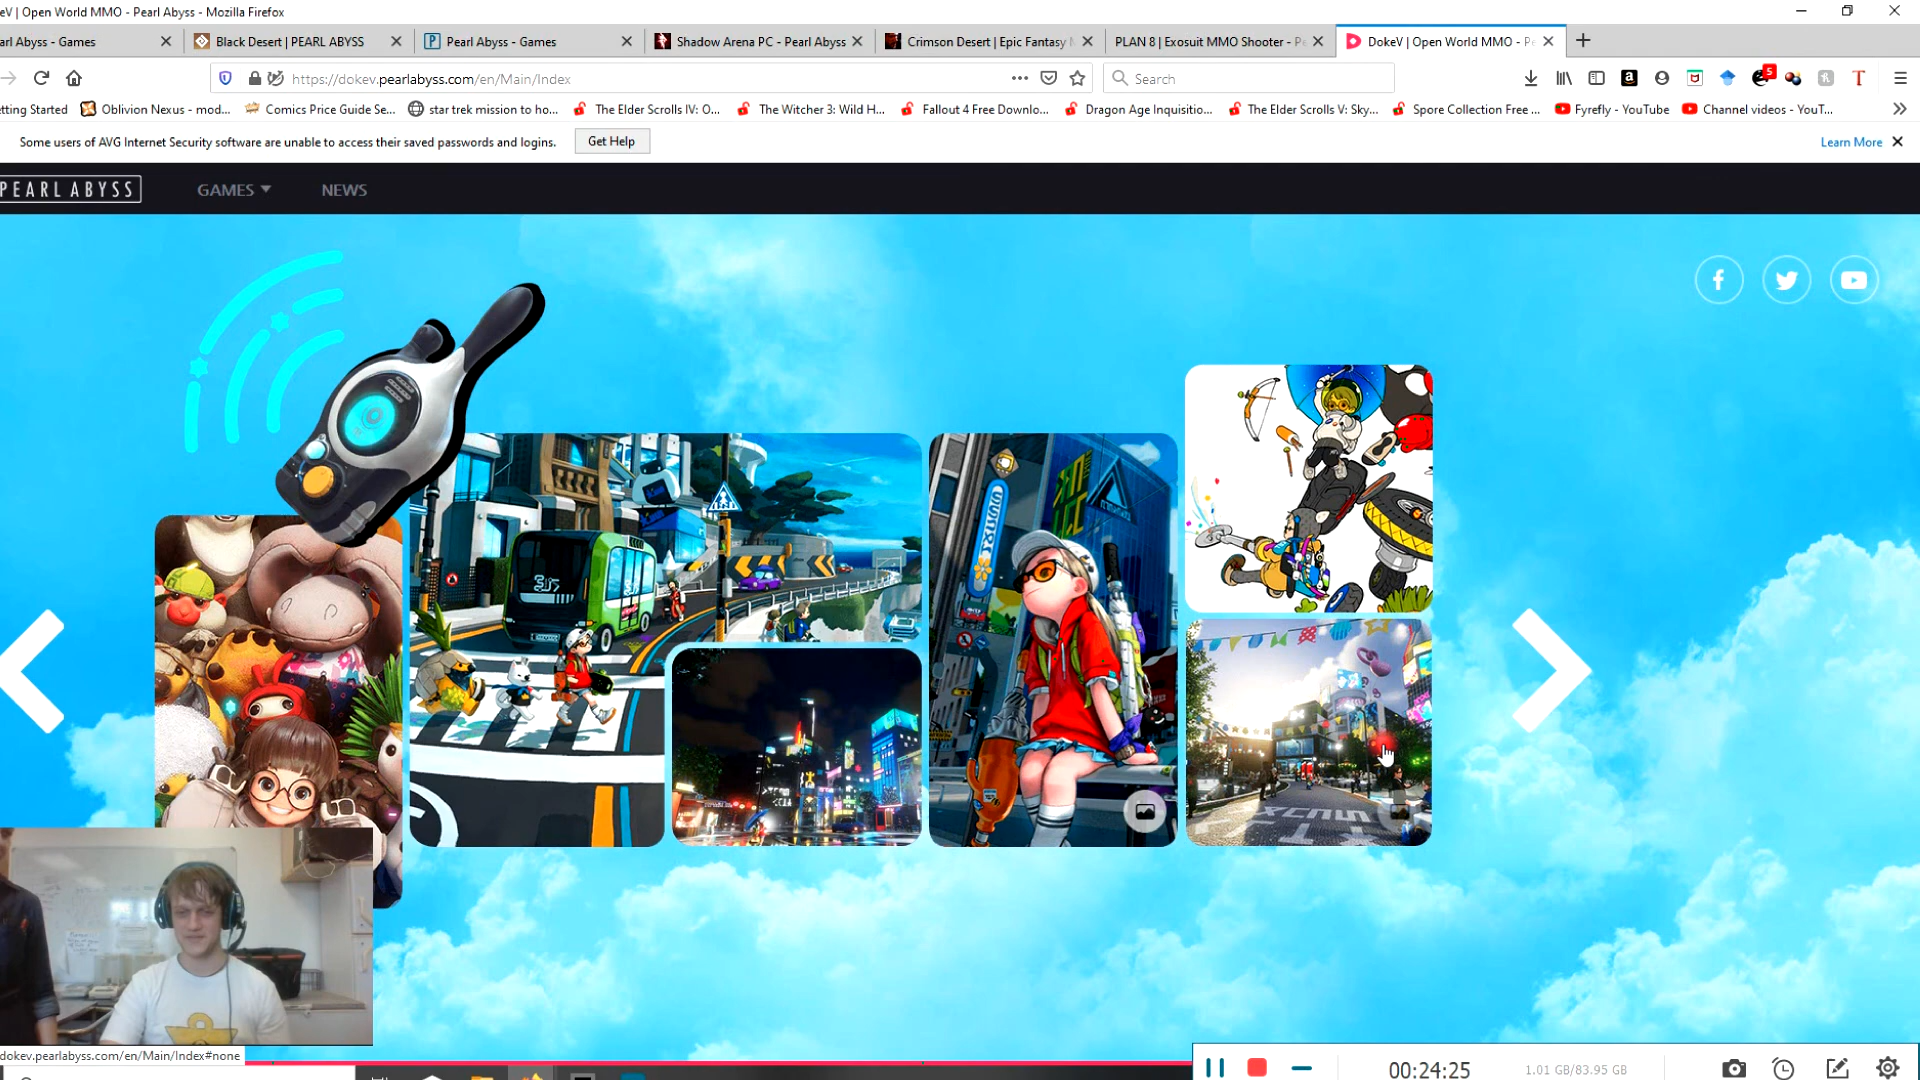 eV | Open World MMO - Pearl Abyss - Mozilla Firefox
arl Abyss - Games
Black Desert | PEARL ABYSS
Pearl Abyss - Games
Shadow Arena PC - Pearl Abyss
Crimson Desert | Epic Fantasy
PLAN 8 | Exosuit MMO Shooter - Pe
DokeV | Open World MMO - Pe
https://dokev.pearlabyss.com/en/Main/Index
Search
5
etting Started
Oblivion Nexus - mod...
Comics Price Guide Se...
star trek mission to ho...
The Elder Scrolls IV: O...
The Witcher 3: Wild H...
Fallout 4 Free Downlo...
Dragon Age Inquisitio...
The Elder Scrolls V: Sky...
Spore Collection Free ...
Fyrefly - YouTube
Channel videos - YouT...
Some users of AVG Internet Security software are unable to access their saved passwords and logins.
Get Help
Learn More
PEARL ABYSS
GAMES
NEWS
dokev.pearlabyss.com/en/Main/Index#none
00:24:25
1.01 GB/83.95 GB